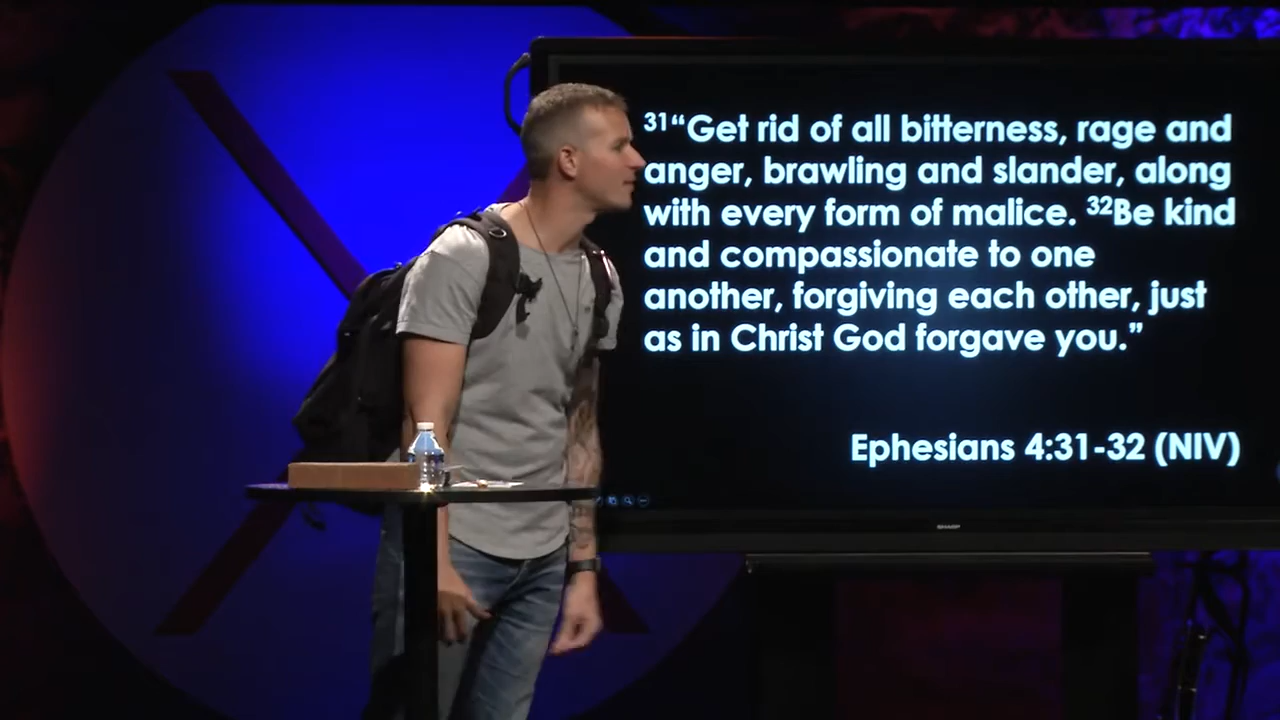 ³¹“Get rid of all bitterness, rage and
anger, brawling and slander, along
with every form of malice. ³²Be kind
and compassionate to one
another, forgiving each other, just
as in Christ God forgave you.”
Ephesians 4:31-32 (NIV)
SHARP